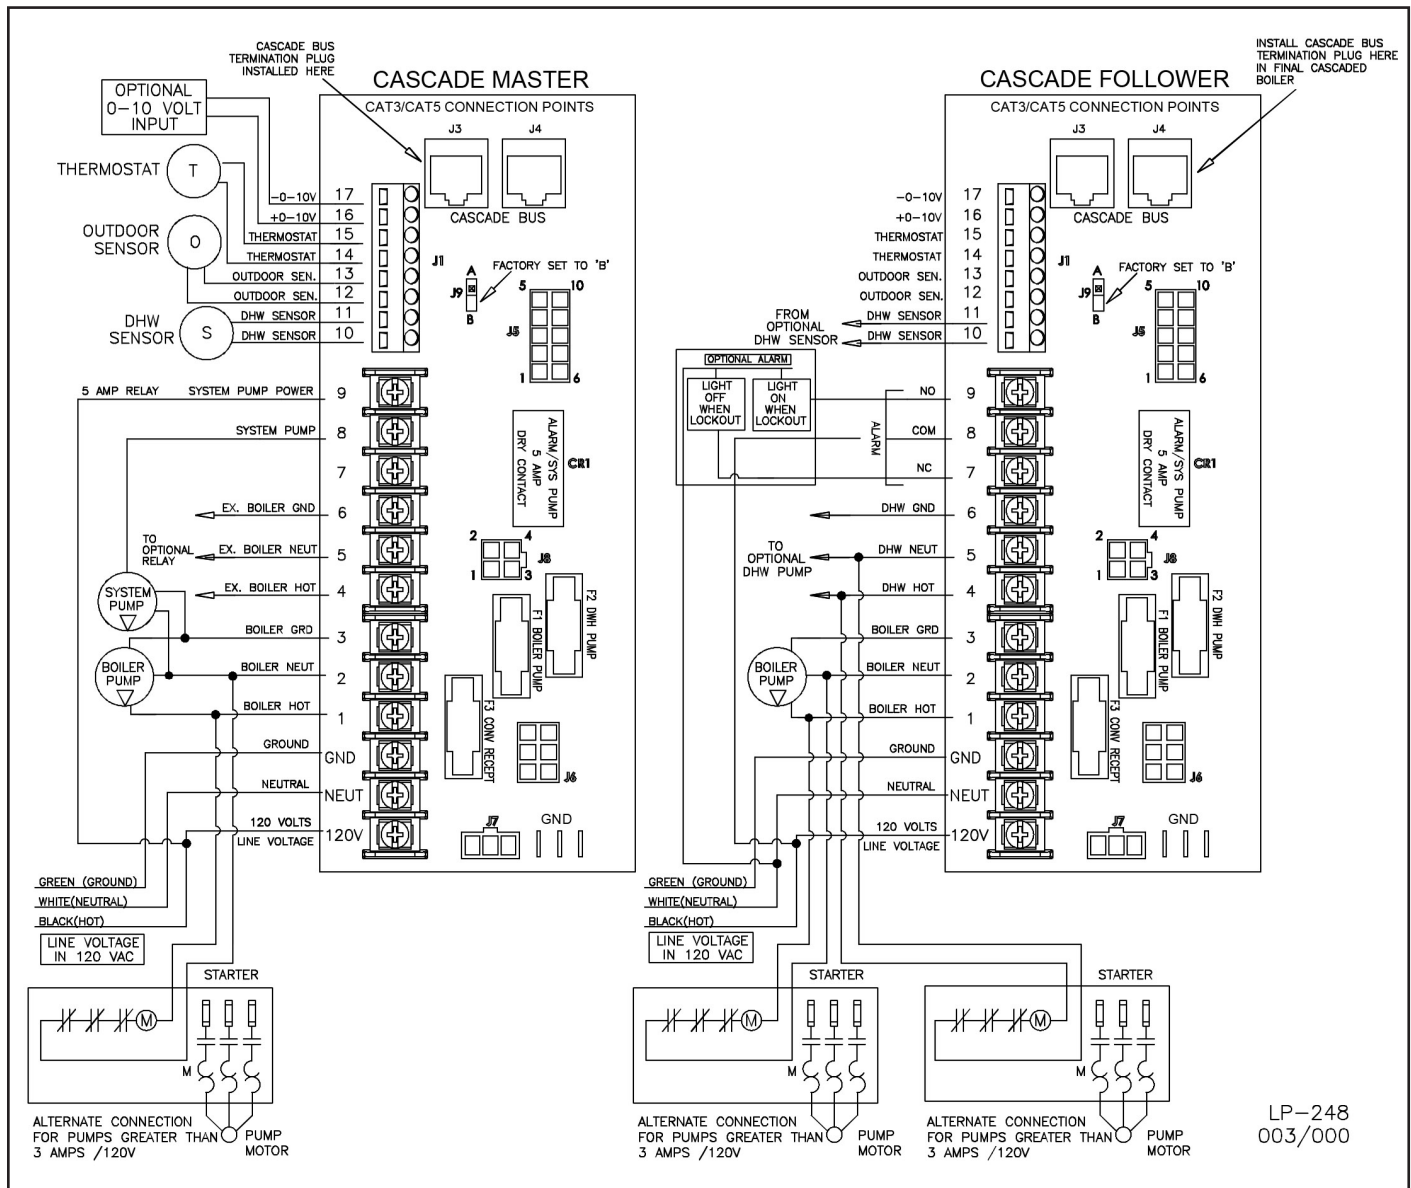 CASCADE BUS
TERMINATION PLUG
INSTALLED HERE
CASCADE MASTER
CAT3/CAT5 CONNECTION POINTS
J3 J4
CASCADE BUS
OPTIONAL
0-10 VOLT
INPUT
THERMOSTAT T
OUTDOOR
SENSOR
O
DHW
SENSOR
S
-0-10V 17
+0-10V 16
THERMOSTAT 15
THERMOSTAT 14
OUTDOOR SEN. 13
OUTDOOR SEN. 12
DHW SENSOR 11
DHW SENSOR 10
J1
FACTORY SET TO 'B'
A
J9
B
5 10
J5
1 6
5 AMP RELAY SYSTEM PUMP POWER 9
SYSTEM PUMP 8
7
EX. BOILER GND 6
TO
OPTIONAL
RELAY
EX. BOILER NEUT 5
EX. BOILER HOT 4
SYSTEM
PUMP
BOILER GRD 3
BOILER
PUMP
BOILER NEUT 2
BOILER HOT 1
GROUND GND
NEUTRAL NEUT
120 VOLTS 120V
LINE VOLTAGE
ALARM/SYS PUMP
5 AMP
DRY CONTACT
CR1
2 4
J8
1 3
F2 DWH PUMP
F1 BOILER PUMP
F3 CONV RECEPT
J6
J7 GND
GREEN (GROUND)
WHITE(NEUTRAL)
BLACK(HOT)
LINE VOLTAGE
IN 120 VAC
STARTER
M
M
ALTERNATE CONNECTION
FOR PUMPS GREATER THAN
3 AMPS /120V
PUMP
MOTOR
INSTALL CASCADE BUS
TERMINATION PLUG HERE
IN FINAL CASCADED
BOILER
CASCADE FOLLOWER
CAT3/CAT5 CONNECTION POINTS
J3 J4
CASCADE BUS
-0-10V 17
+0-10V 16
THERMOSTAT 15
THERMOSTAT 14
OUTDOOR SEN. 13
OUTDOOR SEN. 12
DHW SENSOR 11
DHW SENSOR 10
FROM
OPTIONAL
DHW SENSOR
J1
FACTORY SET TO 'B'
A
J9
B
5 10
J5
1 6
OPTIONAL ALARM
LIGHT
OFF
WHEN
LOCKOUT
LIGHT
ON
WHEN
LOCKOUT
ALARM
NO 9
COM 8
NC 7
DHW GND 6
TO
OPTIONAL
DHW PUMP
DHW NEUT 5
DHW HOT 4
BOILER GRD 3
BOILER
PUMP
BOILER NEUT 2
BOILER HOT 1
GROUND GND
NEUTRAL NEUT
120 VOLTS 120V
LINE VOLTAGE
ALARM/SYS PUMP
5 AMP
DRY CONTACT
CR1
2 4
J8
1 3
F2 DWH PUMP
F1 BOILER PUMP
F3 CONV RECEPT
J6
J7 GND
GREEN (GROUND)
WHITE(NEUTRAL)
BLACK(HOT)
LINE VOLTAGE
IN 120 VAC
STARTER
M
M
ALTERNATE CONNECTION
FOR PUMPS GREATER THAN
3 AMPS /120V
PUMP
MOTOR
STARTER
M
M
ALTERNATE CONNECTION
FOR PUMPS GREATER THAN
3 AMPS /120V
PUMP
MOTOR
LP-248
003/000